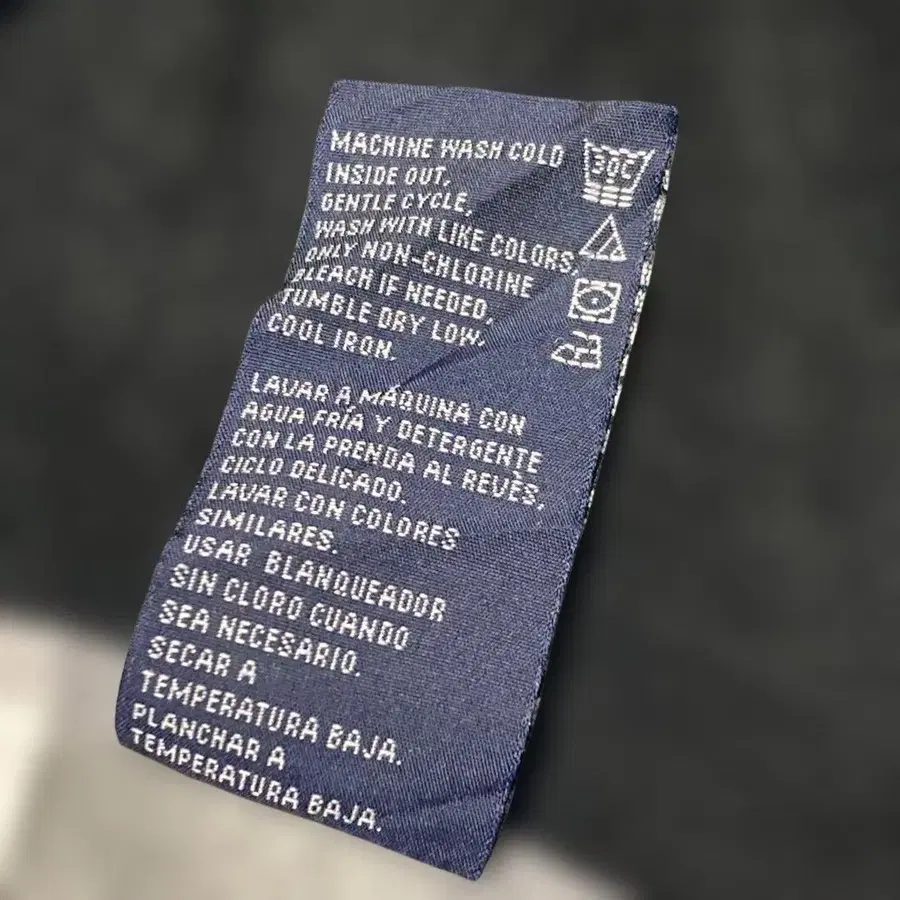 MACHINE WASH COLD
INSIDE OUT,
GENTLE CYCLE,
WASH WITH LIKE COLORS,
ONLY NON-CHLORINE
BLEACH IF NEEDED,
TUMBLE DRY LOW,
COOL IRON.
30C
LAVAR A MÁQUINA CON
AGUA FRÍA Y DETERGENTE
CON LA PRENDA AL REVÈS,
CICLO DELICADO.
LAVAR CON COLORES
SIMILARES.
USAR BLANQUEADOR
SIN CLORO CUANDO
SEA NECESARIO.
SECAR A
TEMPERATURA BAJA.
PLANCHAR A
TEMPERATURA BAJA.